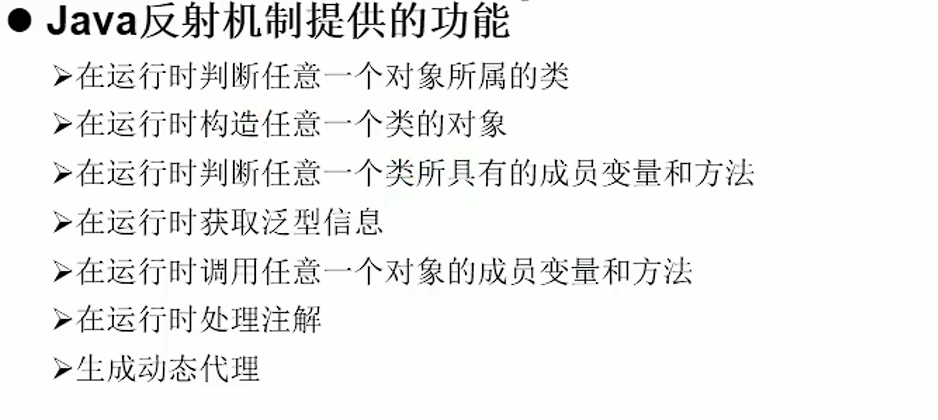 ● Java反射机制提供的功能
➢在运行时判断任意一个对象所属的类
➢在运行时构造任意一个类的对象
➢在运行时判断任意一个类所具有的成员变量和方法
➢在运行时获取泛型信息
➢在运行时调用任意一个对象的成员变量和方法
➢在运行时处理注解
➢生成动态代理